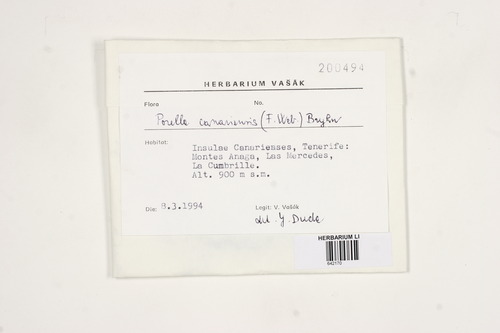 200494
HERBARIUM VAŠÁK
Flora No.
Porella canariensis (F. Web.) Bryhn
Habitat: Insulae Canarienses, Tenerife:
Montes Anaga, Las Mercedes,
La Cumbrille.
Alt. 900 m s.m.
Die: 8.3.1994 Legit: V. Vašák
det. J. Duda
HERBARIUM LI
642170